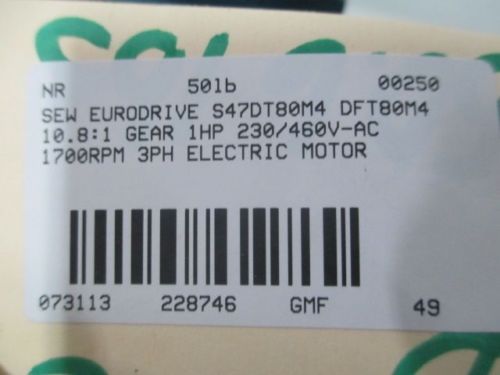 NR 50lb 00250
SEW EURODRIVE S47DT80M4 DFT80M4
10.8:1 GEAR 1HP 230/460V-AC
1700RPM 3PH ELECTRIC MOTOR
073113 228746 GMF 49